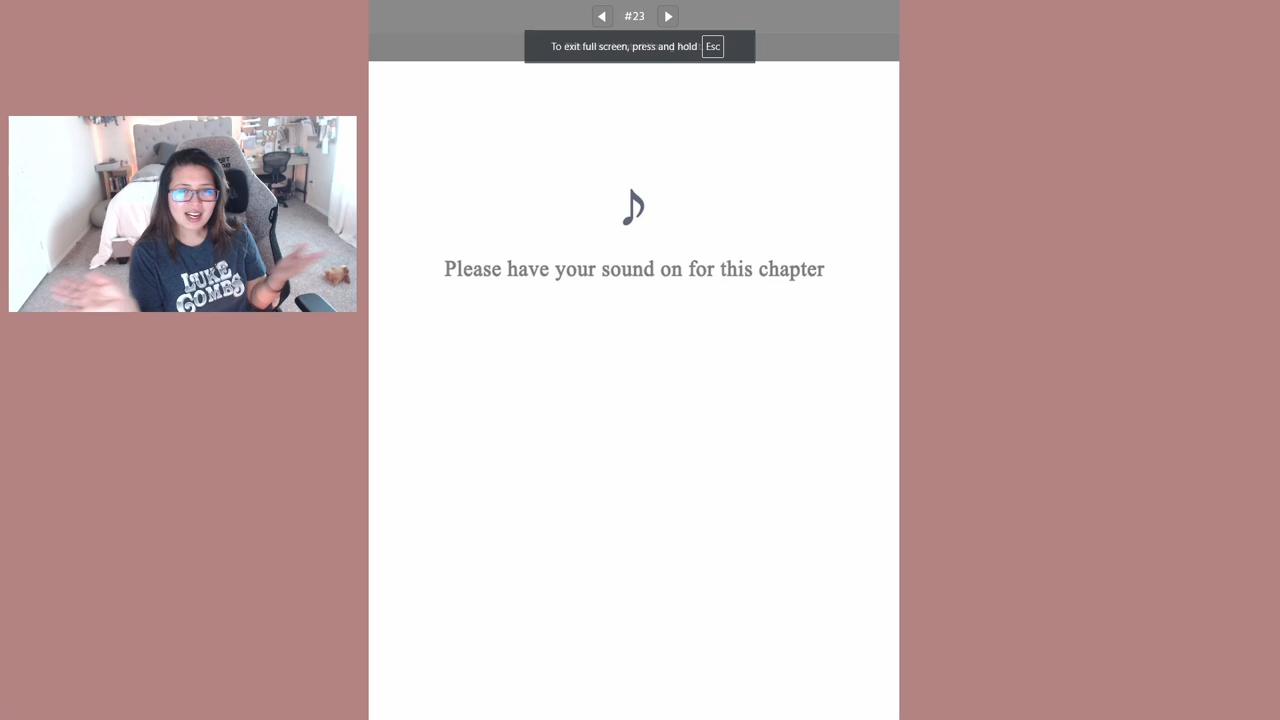 #23
To exit full screen, press and hold Esc
LUKE
COMBS
Please have your sound on for this chapter